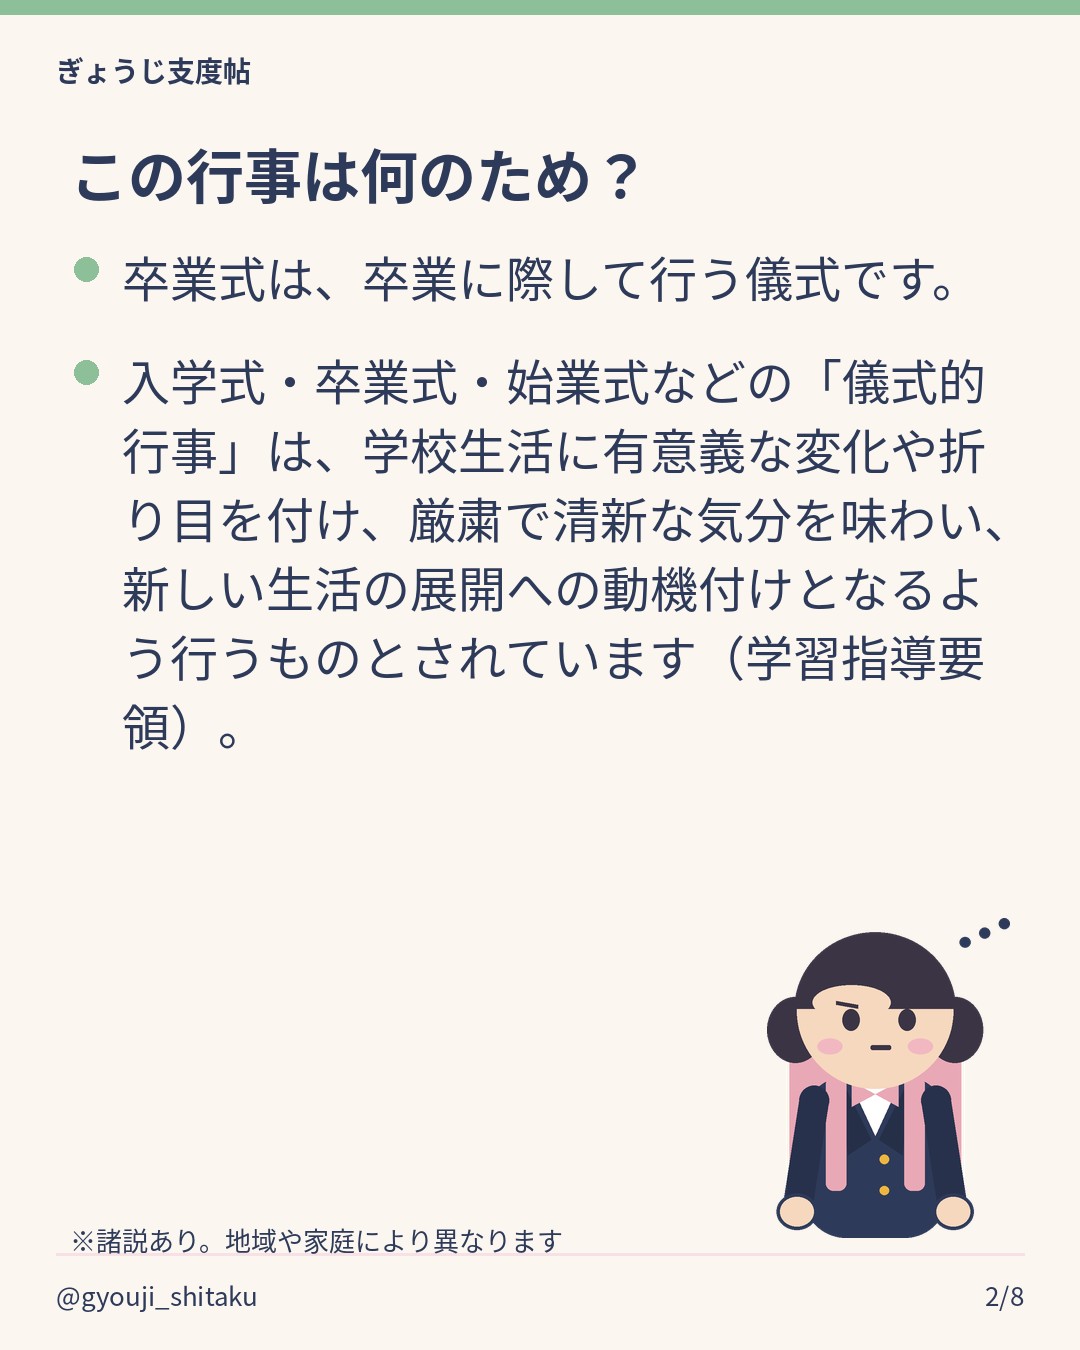 ぎょうじ支度帖
この行事は何のため？
卒業式は、卒業に際して行う儀式です。
入学式・卒業式・始業式などの「儀式的
行事」は、学校生活に有意義な変化や折
り目を付け、厳粛で清新な気分を味わい、
新しい生活の展開への動機付けとなるよ
う行うものとされています（学習指導要
領）。
※諸説あり。地域や家庭により異なります
@gyouji_shitaku
2/8